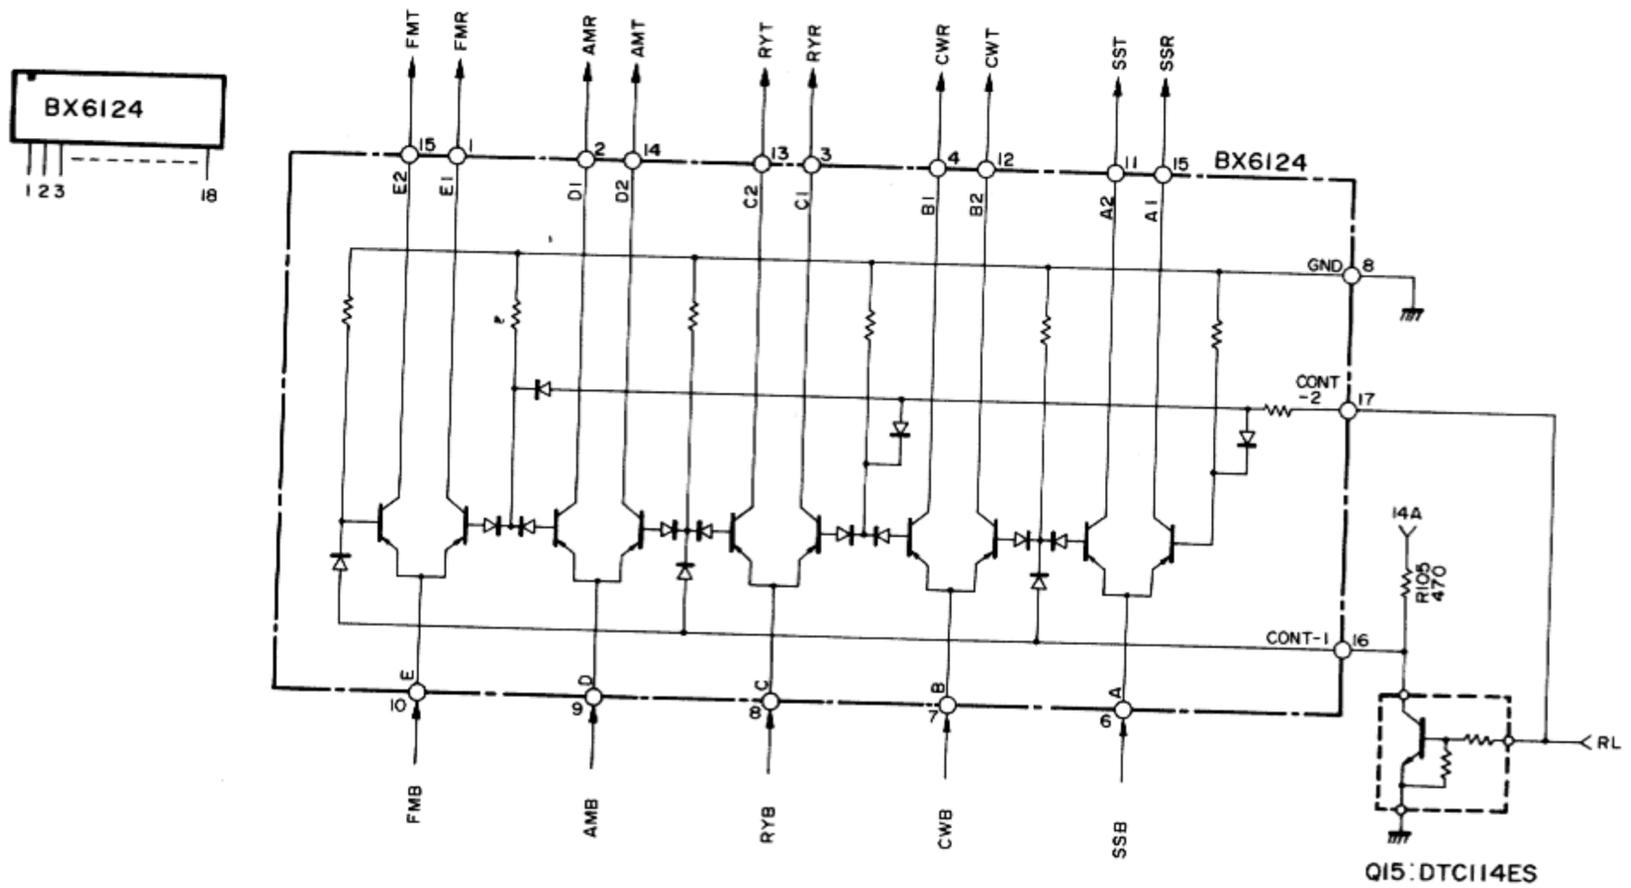 FMT
FMR
AMR
AMT
RYT
RYR
CWR
CWT
SST
SSR
BX6124
1 2 3
18
15
1
2
14
13
3
4
12
11
15
BX6124
E2
E1
D1
D2
C2
C1
B1
B2
A2
A1
GND
8
CONT
-2
17
14A
R105
470
CONT-1
16
E
D
C
B
A
10
9
8
7
6
RL
FMB
AMB
RYB
CWB
SSB
Q15:DTC114ES